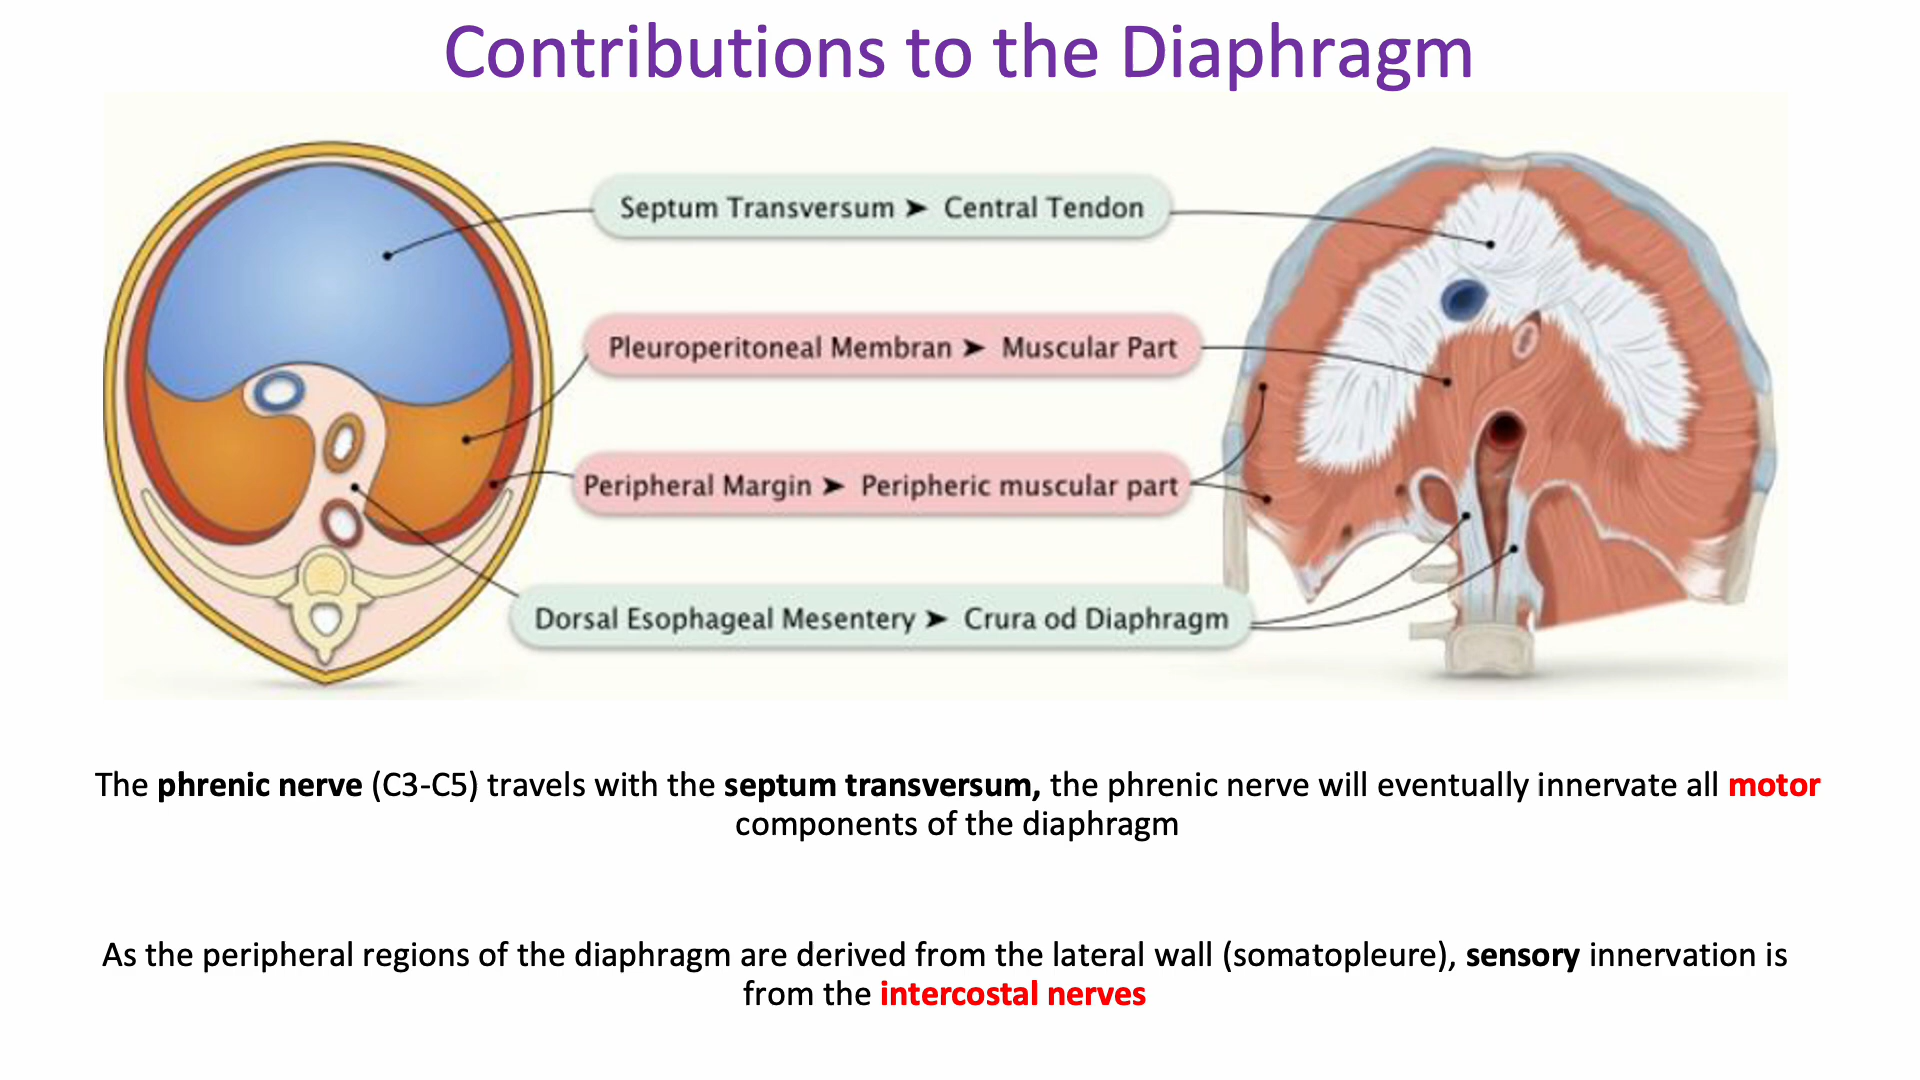 Contributions to the Diaphragm
Septum Transversum ➤ Central Tendon
Pleuroperitoneal Membran ➤ Muscular Part
Peripheral Margin ➤ Peripheric muscular part
Dorsal Esophageal Mesentery ➤ Crura od Diaphragm
The phrenic nerve (C3-C5) travels with the septum transversum, the phrenic nerve will eventually innervate all motor
components of the diaphragm
As the peripheral regions of the diaphragm are derived from the lateral wall (somatopleure), sensory innervation is
from the intercostal nerves